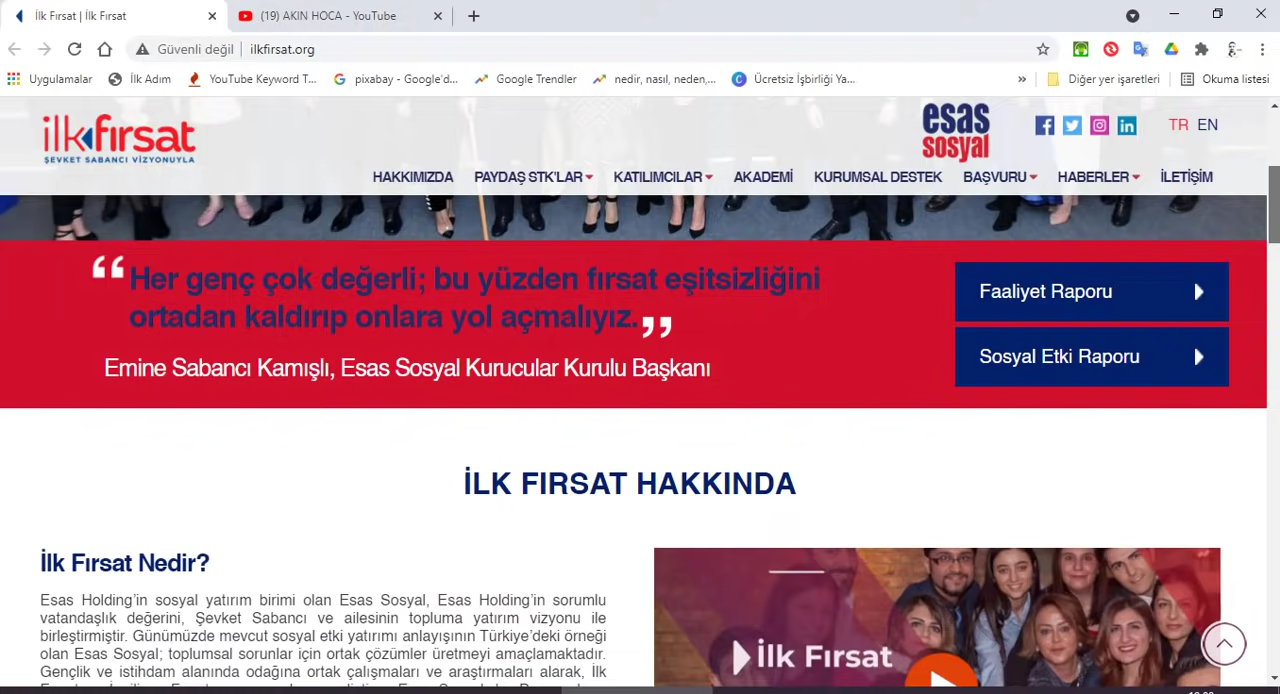 İlk Fırsat | İlk Fırsat
(19) AKIN HOCA - YouTube
Güvenli değil
ilkfirsat.org
Uygulamalar
İlk Adım
YouTube Keyword T...
pixabay - Google'd...
Google Trendler
nedir, nasıl, neden,...
Ücretsiz İşbirliği Ya...
»
Diğer yer işaretleri
Okuma listesi
ilk fırsat
ŞEVKET SABANCI VİZYONUYLA
esas
sosyal
TR EN
HAKKIMIZDA
PAYDAŞ STK'LAR
KATILIMCILAR
AKADEMİ
KURUMSAL DESTEK
BAŞVURU
HABERLER
İLETİŞİM
“Her genç çok değerli; bu yüzden fırsat eşitsizliğini
ortadan kaldırıp onlara yol açmalıyız.”
Emine Sabancı Kamışlı, Esas Sosyal Kurucular Kurulu Başkanı
Faaliyet Raporu
Sosyal Etki Raporu
İLK FIRSAT HAKKINDA
İlk Fırsat Nedir?
Esas Holding’in sosyal yatırım birimi olan Esas Sosyal, Esas Holding’in sorumlu
vatandaşlık değerini, Şevket Sabancı ve ailesinin topluma yatırım vizyonu ile
birleştirmiştir. Günümüzde mevcut sosyal etki yatırımı anlayışının Türkiye’deki örneği
olan Esas Sosyal; toplumsal sorunlar için ortak çözümler üretmeyi amaçlamaktadır.
Gençlik ve istihdam alanında odağına ortak çalışmaları ve araştırmaları alarak, İlk
İlk Fırsat